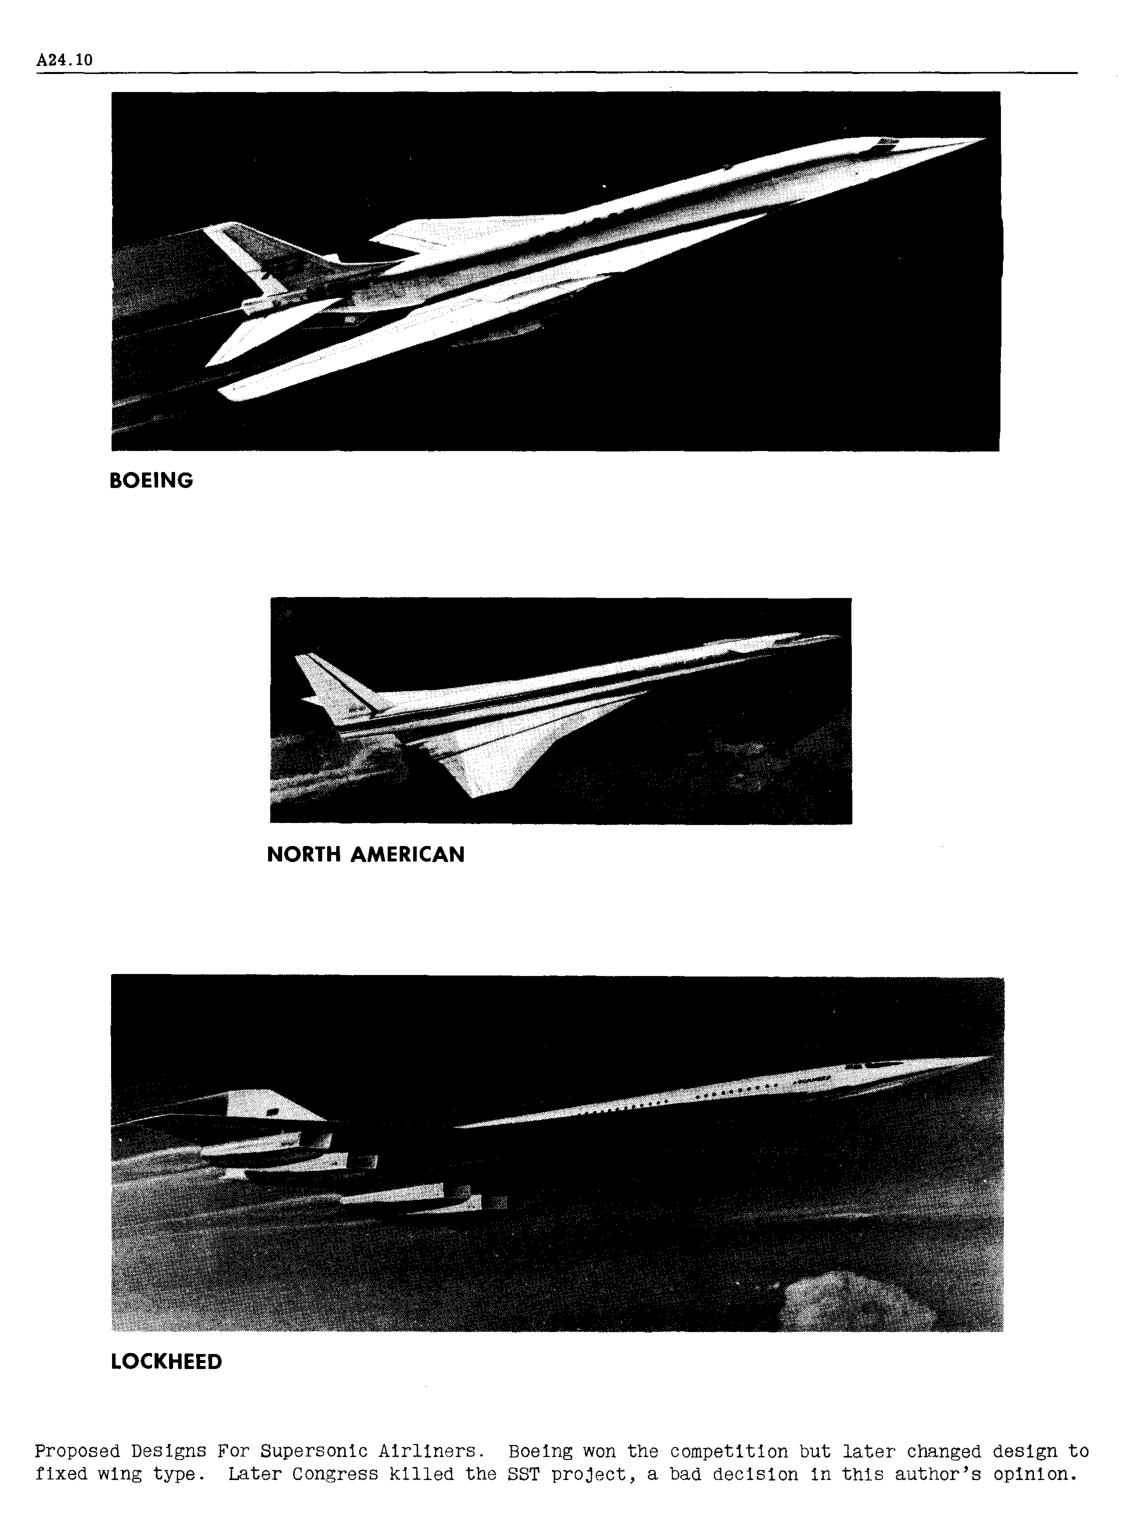 A24.10
BOEING
NORTH AMERICAN
LOCKHEED
Proposed Designs For Supersonic Airliners. Boeing won the competition but later changed design to
fixed wing type. Later Congress killed the SST project, a bad decision in this author's opinion.